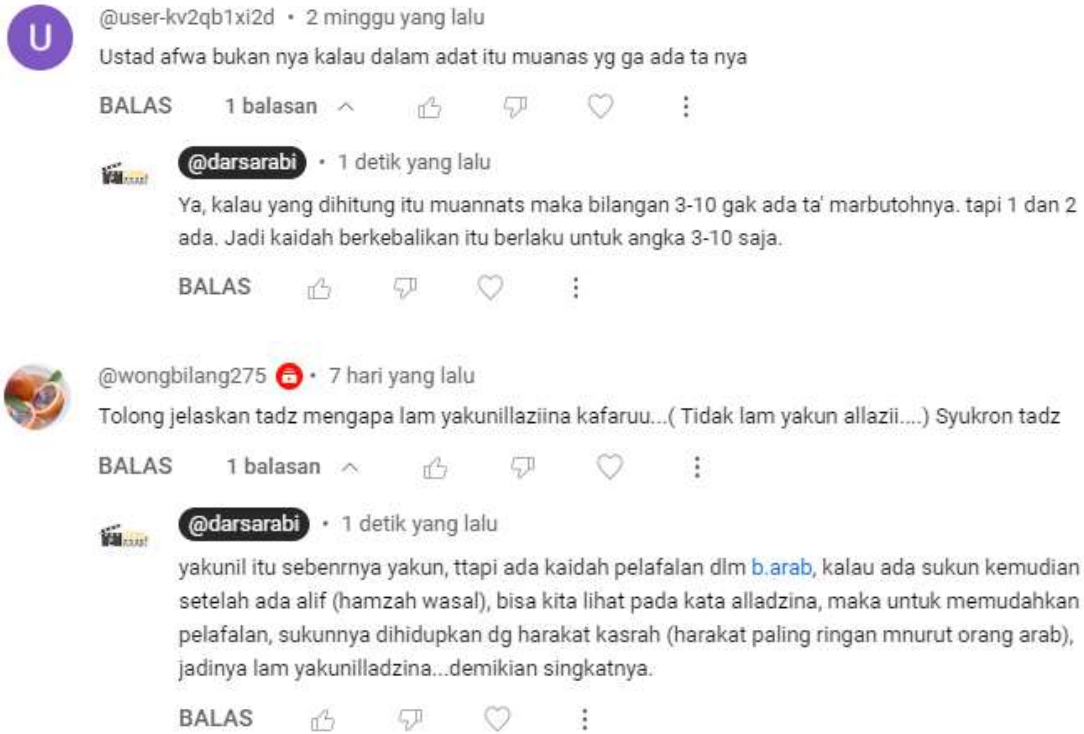 U
@user-kv2qb1xi2d • 2 minggu yang lalu
Ustad afwa bukan nya kalau dalam adat itu muanas yg ga ada ta nya
BALAS 1 balasan
@darsarabi • 1 detik yang lalu
Ya, kalau yang dihitung itu muannats maka bilangan 3-10 gak ada ta' marbutohnya. tapi 1 dan 2
ada. Jadi kaidah berkebalikan itu berlaku untuk angka 3-10 saja.
BALAS
@wongbilang275 • 7 hari yang lalu
Tolong jelaskan tadz mengapa lam yakunillaziina kafaruu...( Tidak lam yakun allazii....) Syukron tadz
BALAS 1 balasan
@darsarabi • 1 detik yang lalu
yakunil itu sebenrnya yakun, ttapi ada kaidah pelafalan dlm b.arab, kalau ada sukun kemudian
setelah ada alif (hamzah wasal), bisa kita lihat pada kata alladzina, maka untuk memudahkan
pelafalan, sukunnya dihidupkan dg harakat kasrah (harakat paling ringan mnurut orang arab),
jadinya lam yakunilladzina...demikian singkatnya.
BALAS